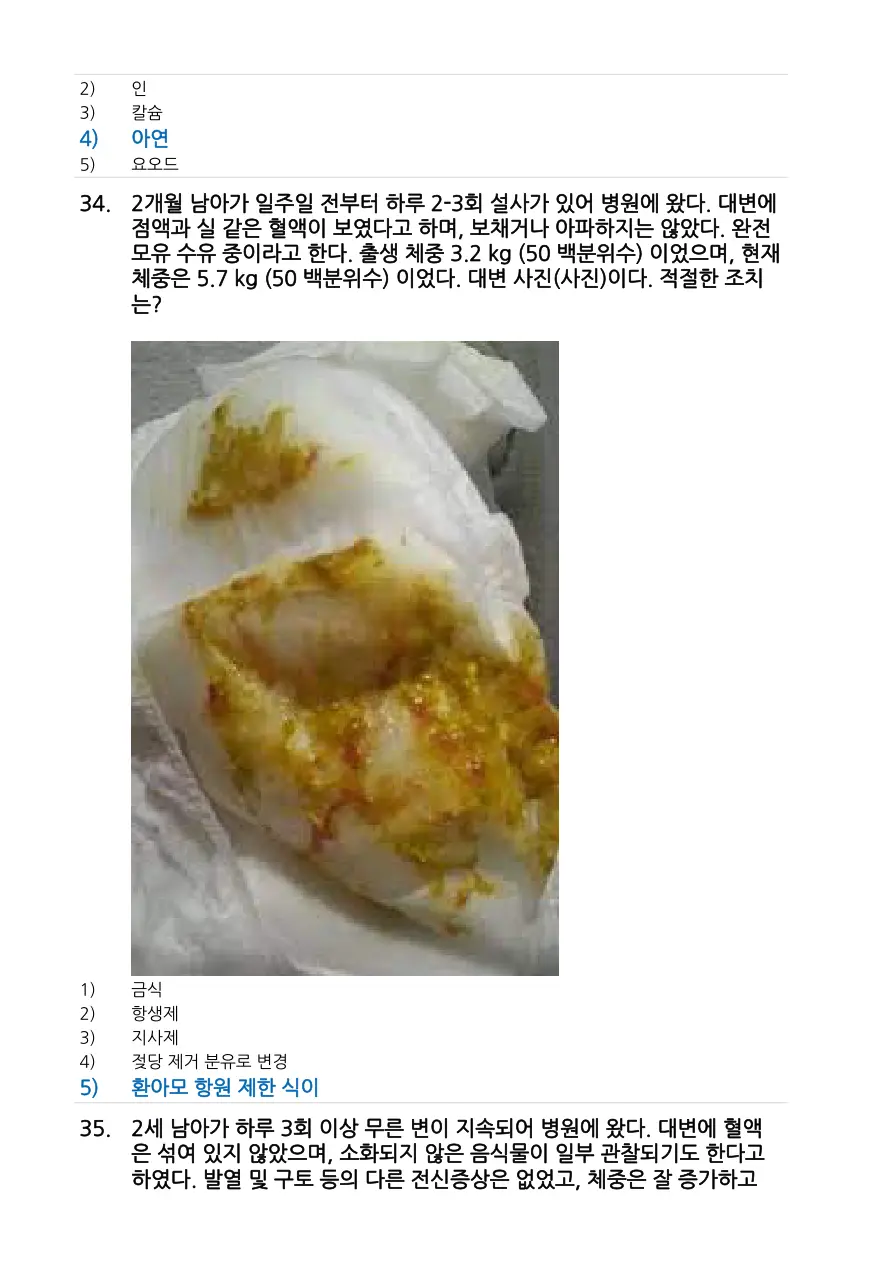 2) 인
3) 칼슘
4) 아연
5) 요오드
34. 2개월 남아가 일주일 전부터 하루 2-3회 설사가 있어 병원에 왔다. 대변에
점액과 실 같은 혈액이 보였다고 하며, 보채거나 아파하지는 않았다. 완전
모유 수유 중이라고 한다. 출생 체중 3.2 kg (50 백분위수) 이었으며, 현재
체중은 5.7 kg (50 백분위수) 이었다. 대변 사진(사진)이다. 적절한 조치
는?
1) 금식
2) 항생제
3) 지사제
4) 젖당 제거 분유로 변경
5) 환아모 항원 제한 식이
35. 2세 남아가 하루 3회 이상 무른 변이 지속되어 병원에 왔다. 대변에 혈액
은 섞여 있지 않았으며, 소화되지 않은 음식물이 일부 관찰되기도 한다고
하였다. 발열 및 구토 등의 다른 전신증상은 없었고, 체중은 잘 증가하고